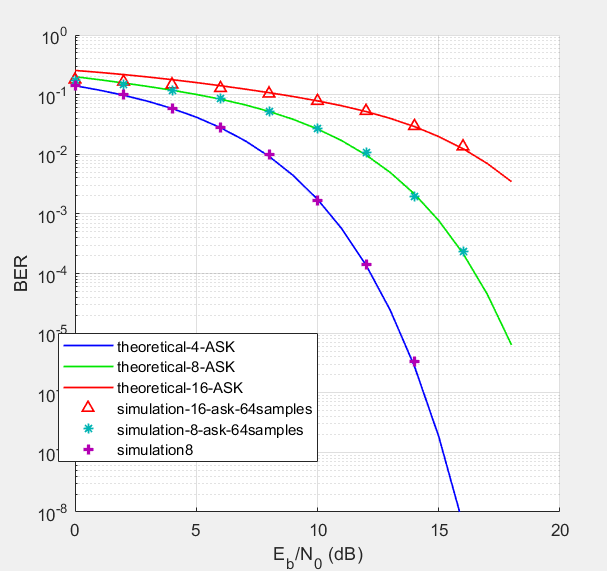 10^0
10^-1
10^-2
10^-3
10^-4
10^-5
10
10
10^-8
BER
theoretical-4-ASK
theoretical-8-ASK
theoretical-16-ASK
simulation-16-ask-64samples
simulation-8-ask-64samples
simulation8
0 5 10 15 20
E_b/N_0 (dB)